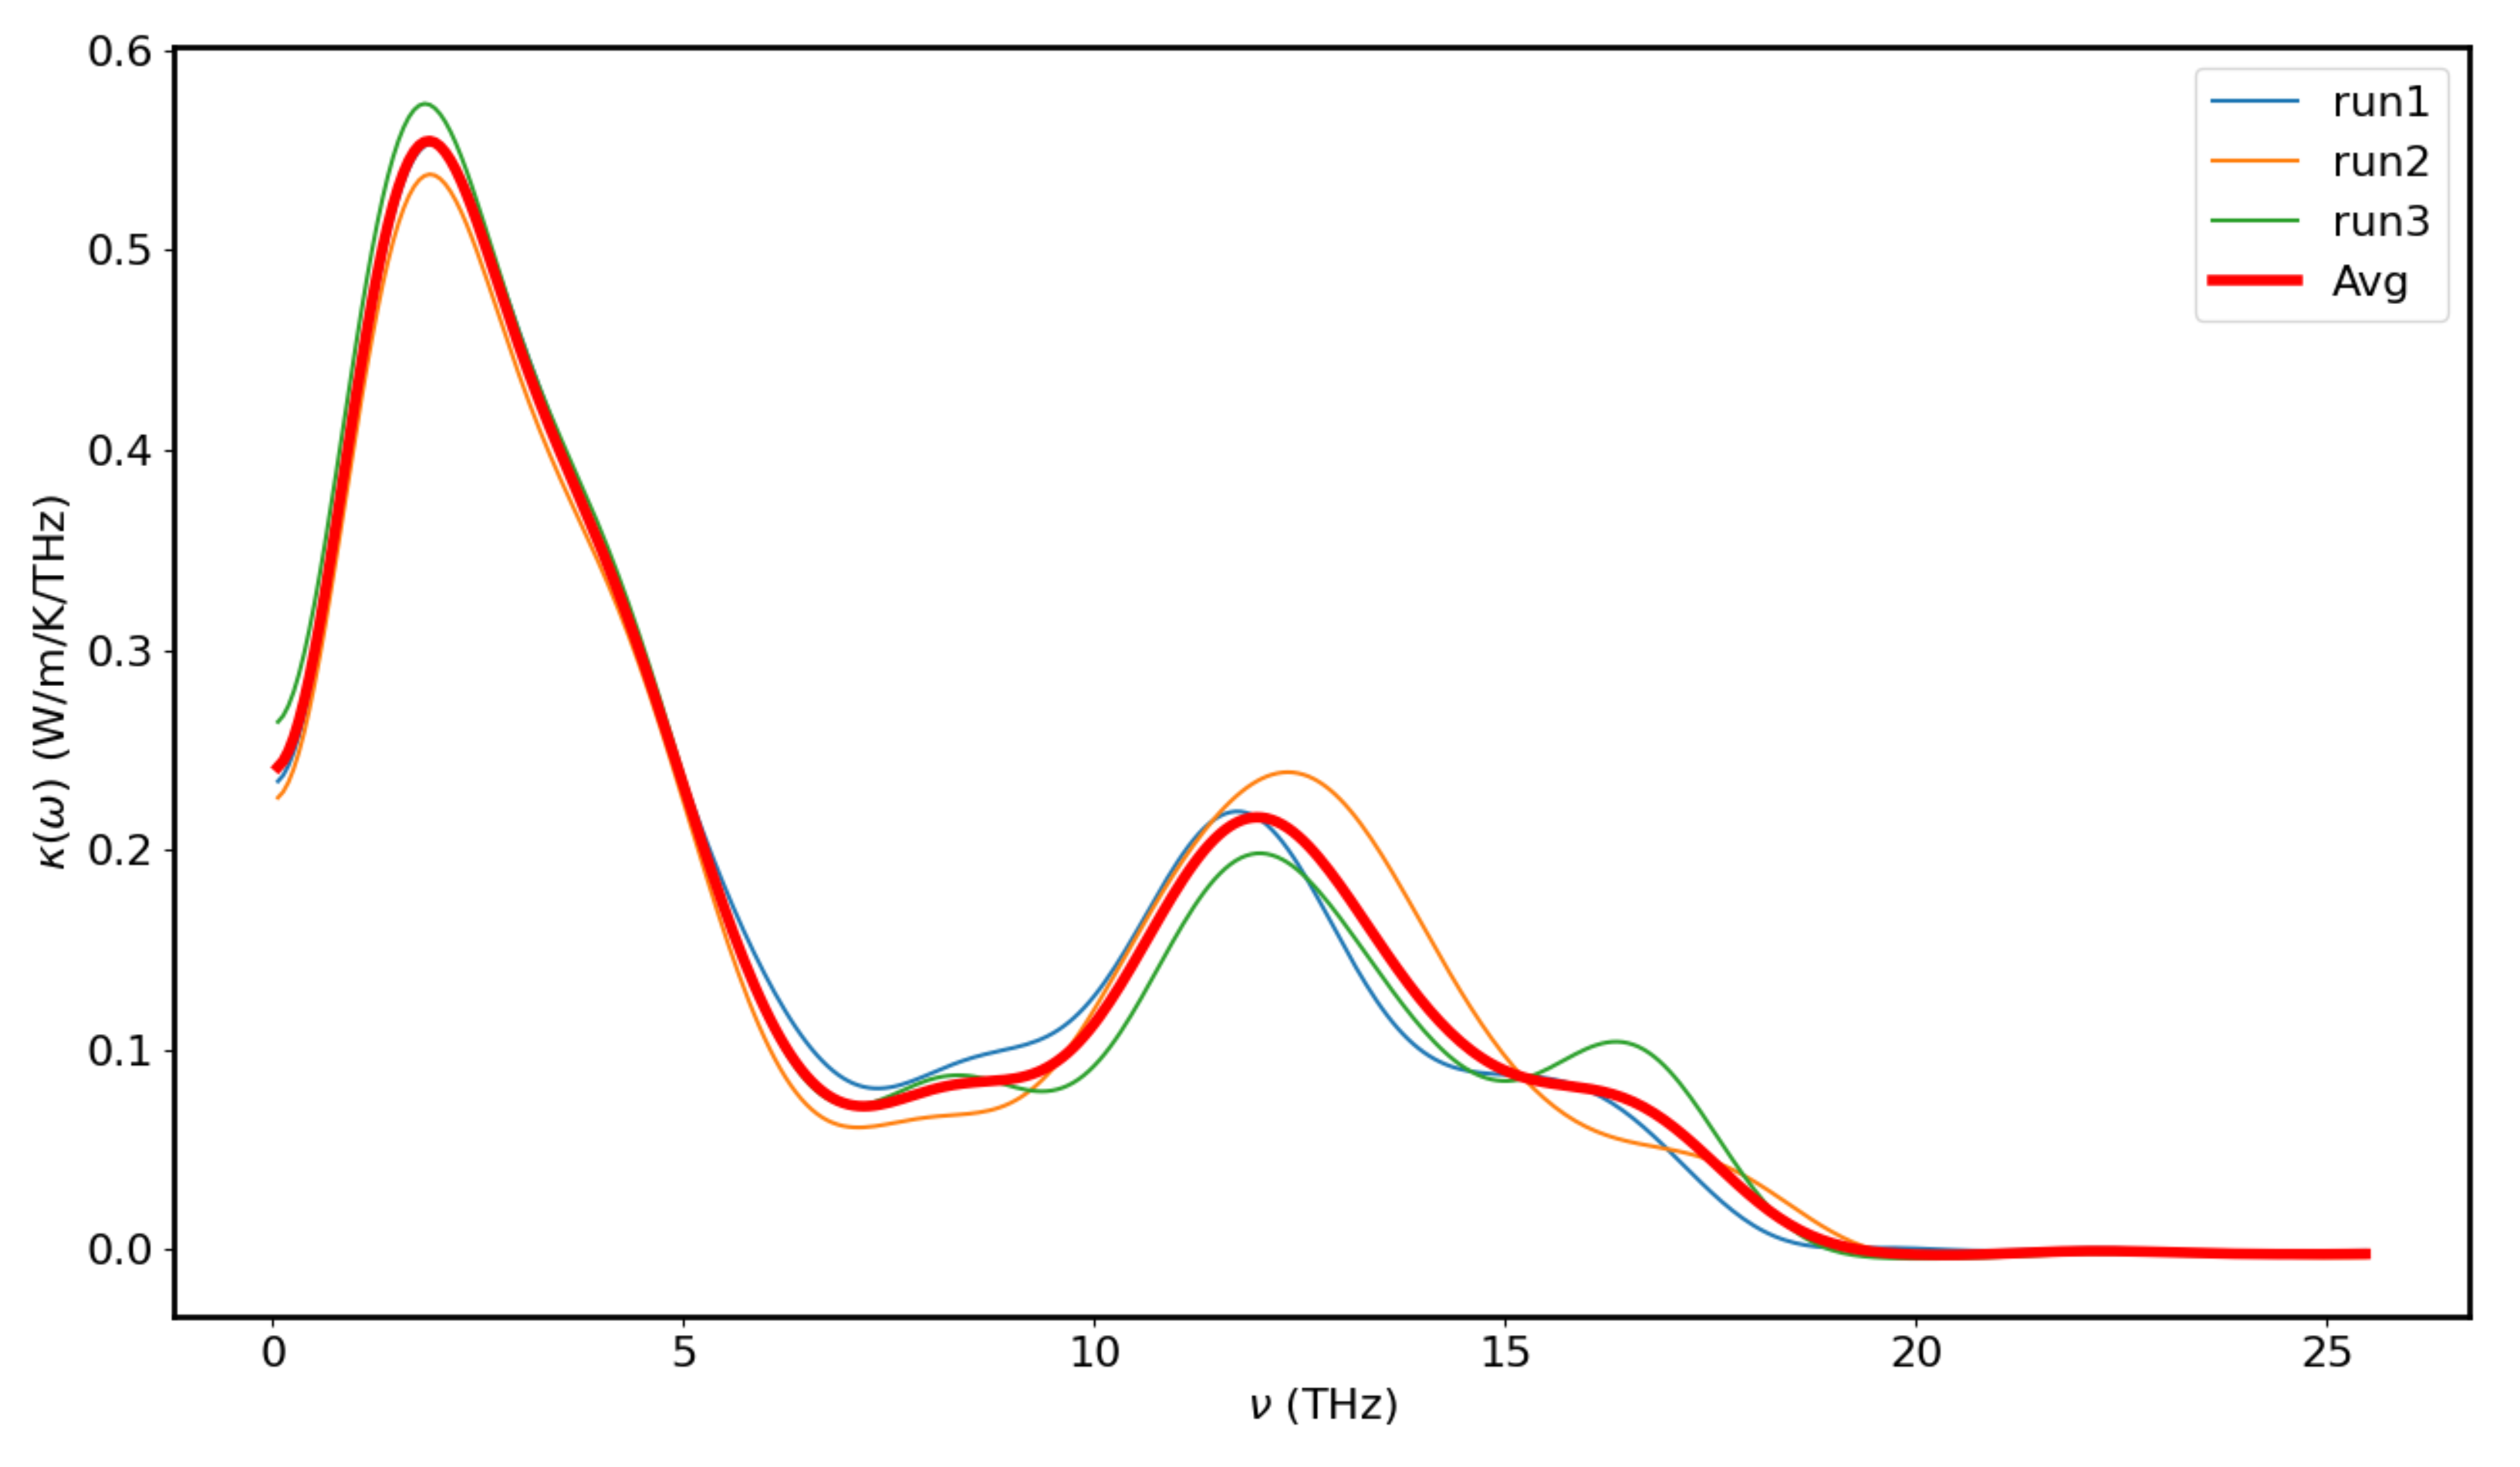 0.6
0.5
0.4
0.3
0.2
0.1
0.0
κ(ω) (W/m/K/THz)
run1
run2
run3
Avg
0 5 10 15 20 25
ν (THz)